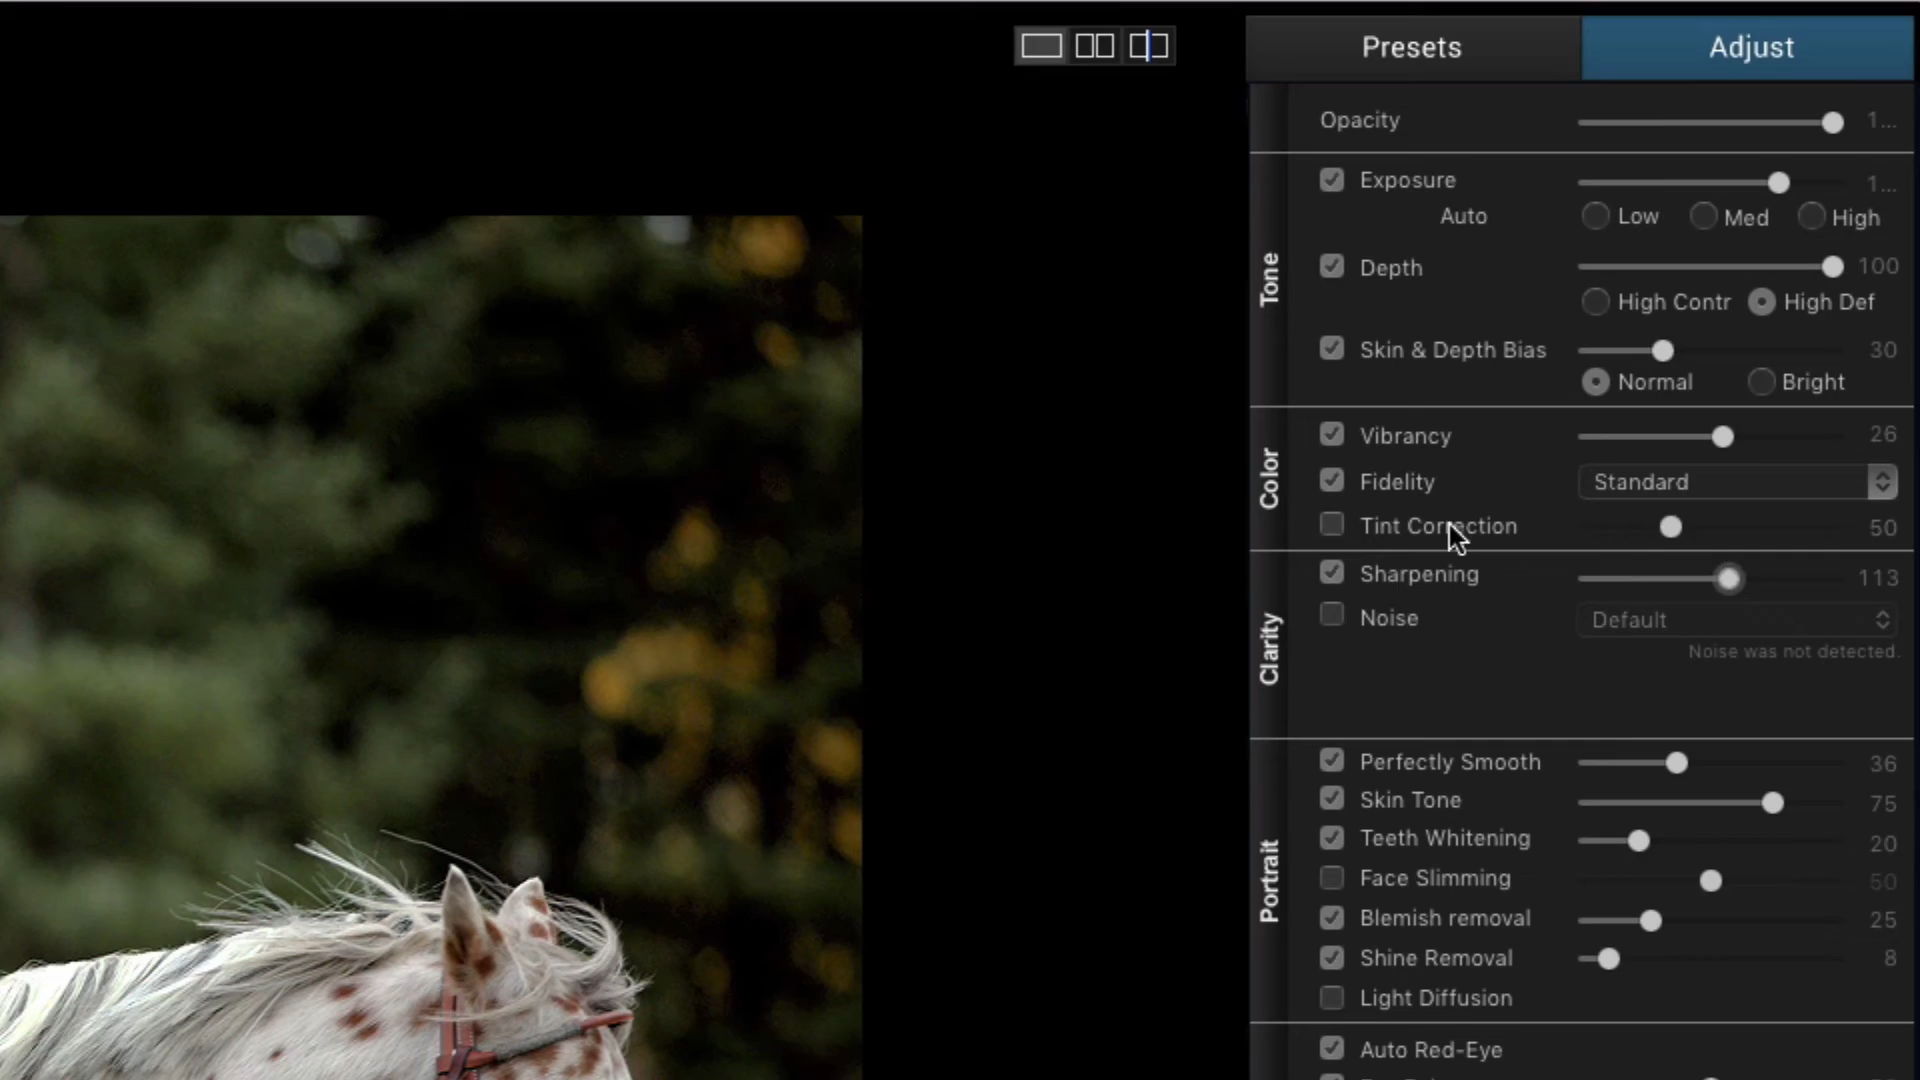 Presets Adjust
Opacity 1...
Tone
Exposure 1...
Auto Low Med High
Depth 100
High Contr High Def
Skin & Depth Bias 30
Normal Bright
Color
Vibrancy 26
Fidelity Standard
Tint Correction 50
Clarity
Sharpening 113
Noise Default
Noise was not detected.
Portrait
Perfectly Smooth 36
Skin Tone 75
Teeth Whitening 20
Face Slimming 50
Blemish removal 25
Shine Removal 8
Light Diffusion
Auto Red-Eye